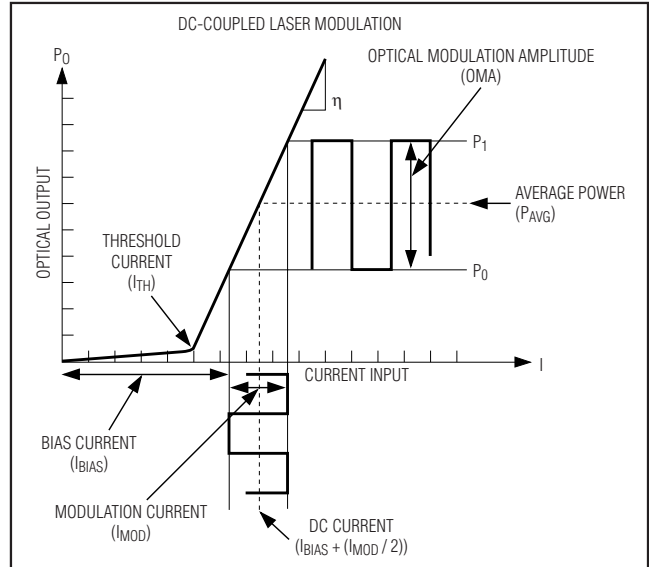 DC-COUPLED LASER MODULATION
P0
OPTICAL MODULATION AMPLITUDE
(OMA)
η
P1
OPTICAL OUTPUT
AVERAGE POWER
(PAVG)
THRESHOLD
CURRENT
(ITH)
P0
I
CURRENT INPUT
BIAS CURRENT
(IBIAS)
MODULATION CURRENT
(IMOD)
DC CURRENT
(IBIAS + (IMOD / 2))